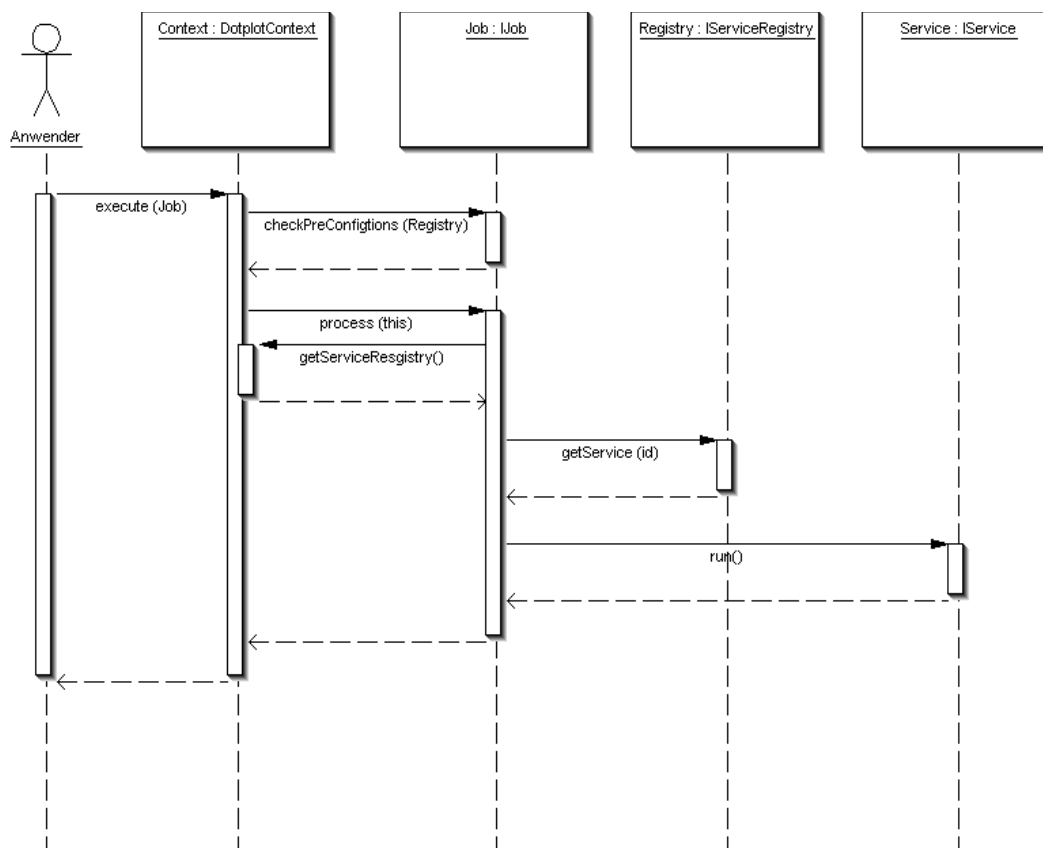 Context : DotplotContext
Job : IJob
Registry : IServiceRegistry
Service : IService
Anwender
execute (Job)
checkPreConfigtions (Registry)
process (this)
getServiceResgistry()
getService (id)
run()